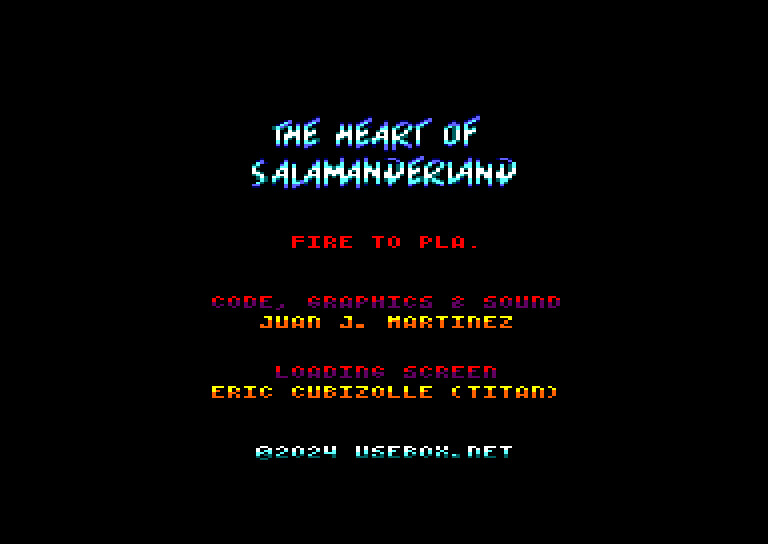 THE HEART OF
SALAMANDERLAND
FIRE TO PLA.
CODE, GRAPHICS & SOUND
JUAN J. MARTINEZ
LOADING SCREEN
ERIC CUBIZOLLE (TITAN)
©2024 USEBOX.NET